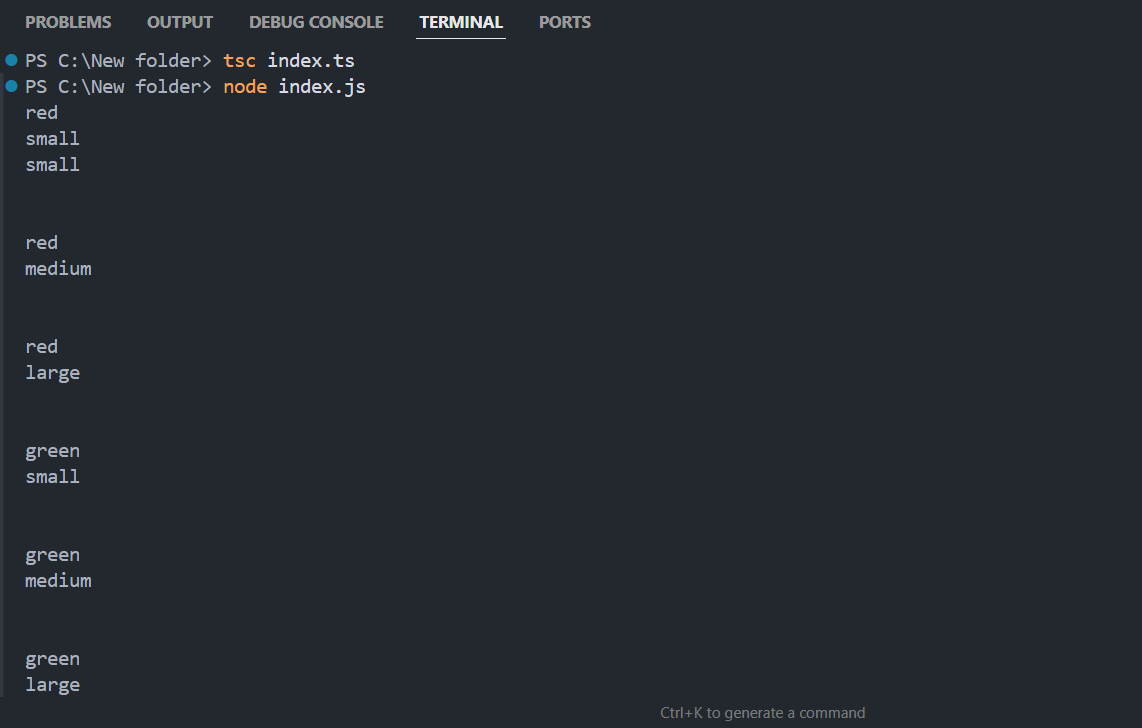 PROBLEMS OUTPUT DEBUG CONSOLE TERMINAL PORTS
PS C:\New folder> tsc index.ts
PS C:\New folder> node index.js
red
small
small
red
medium
red
large
green
small
green
medium
green
large
Ctrl+K to generate a command